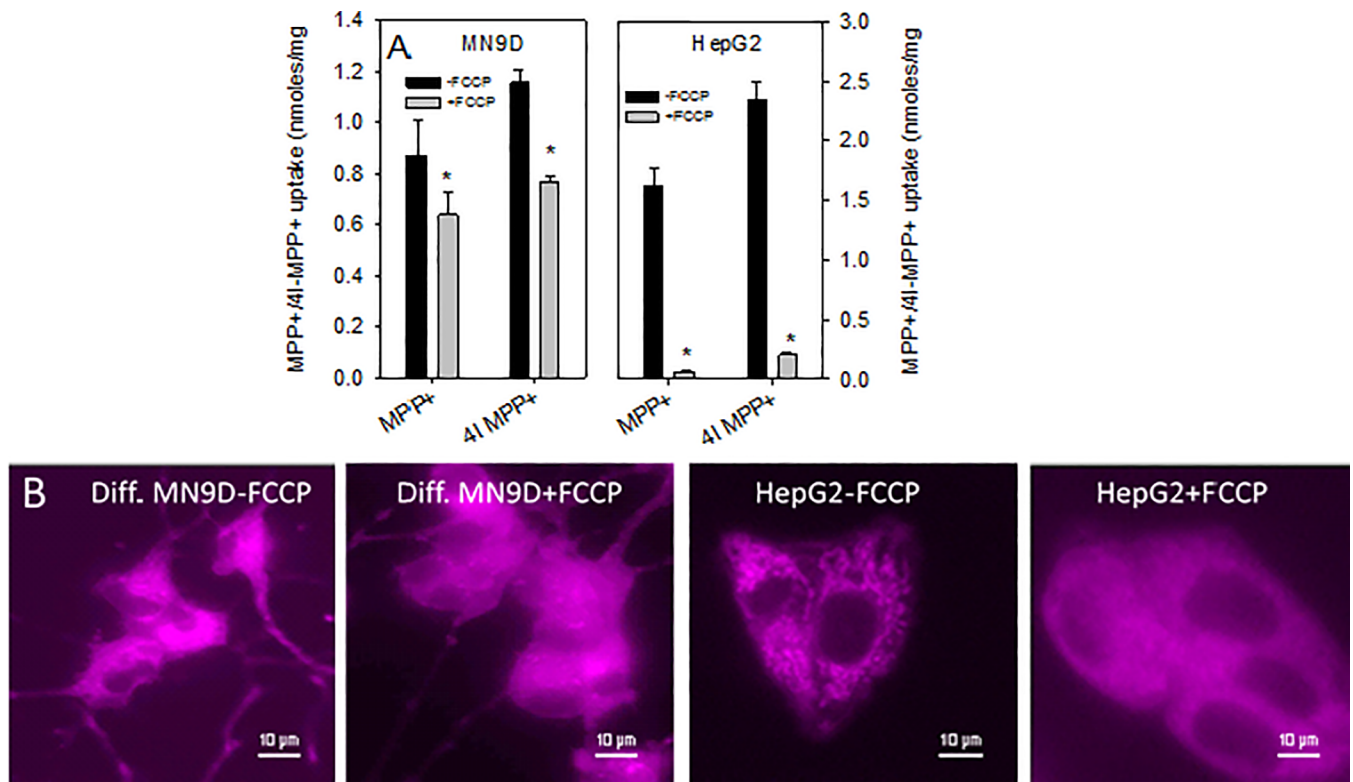 A
MN9D
-FCCP
+FCCP
MPP+/4I-MPP+ uptake (nmoles/mg)
1.4
1.2
1.0
0.8
0.6
0.4
0.2
0.0
*
*
MPP+
4I MPP+
HepG2
-FCCP
+FCCP
*
*
MPP+
4I MPP+
3.0
2.5
2.0
1.5
1.0
0.5
0.0
MPP+/4I-MPP+ uptake (nmoles/mg)
B
Diff. MN9D-FCCP
10 µm
Diff. MN9D+FCCP
10 µm
HepG2-FCCP
10 µm
HepG2+FCCP
10 µm